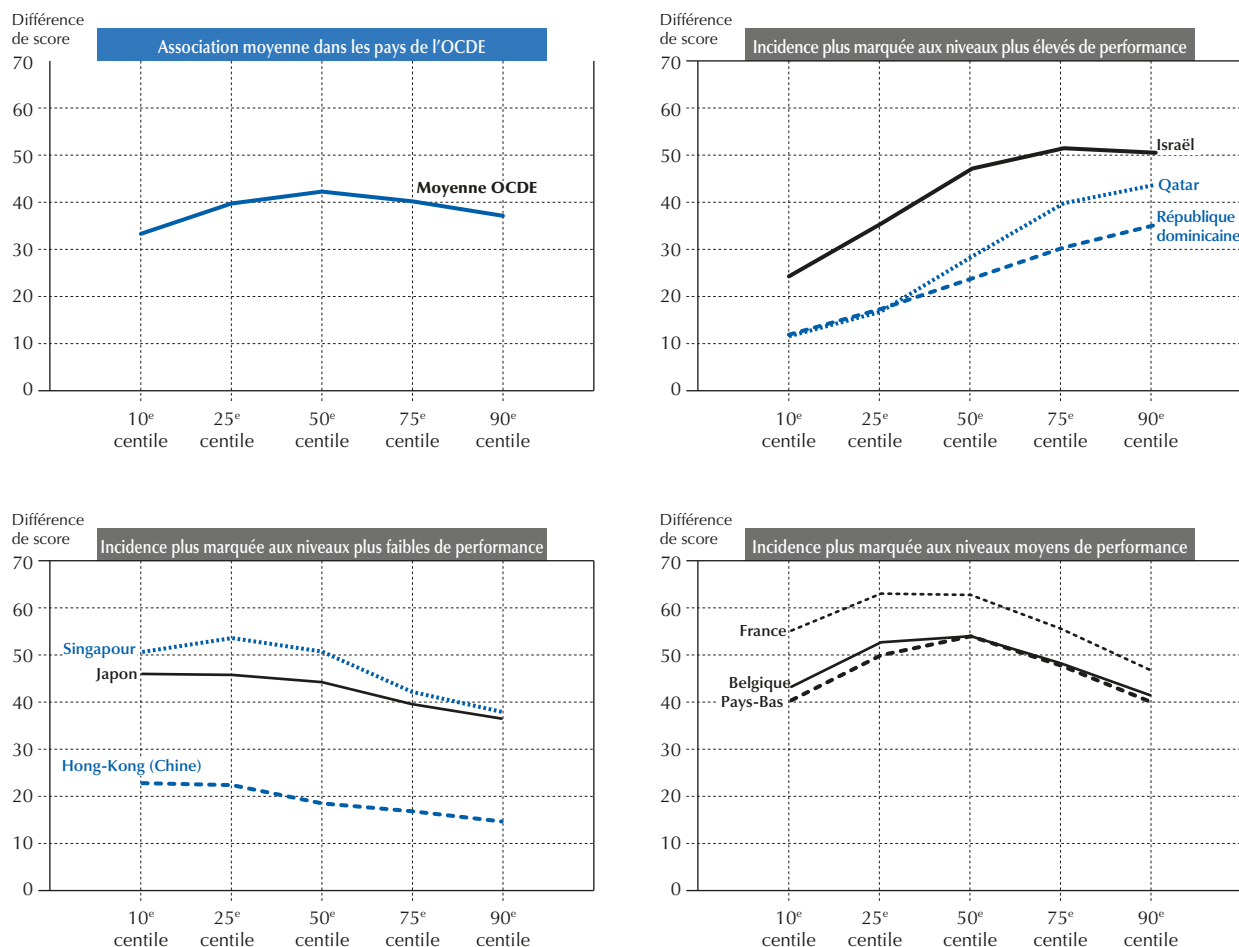 Différence
de score
Association moyenne dans les pays de l'OCDE
70
60
50
40
30
20
10
0
Moyenne OCDE
10e centile
25e centile
50e centile
75e centile
90e centile
Différence
de score
Incidence plus marquée aux niveaux plus élevés de performance
70
60
50
40
30
20
10
0
Israël
Qatar
République
dominicaine
10e centile
25e centile
50e centile
75e centile
90e centile
Différence
de score
Incidence plus marquée aux niveaux plus faibles de performance
70
60
50
40
30
20
10
0
Singapour
Japon
Hong-Kong (Chine)
10e centile
25e centile
50e centile
75e centile
90e centile
Différence
de score
Incidence plus marquée aux niveaux moyens de performance
70
60
50
40
30
20
10
0
France
Belgique
Pays-Bas
10e centile
25e centile
50e centile
75e centile
90e centile